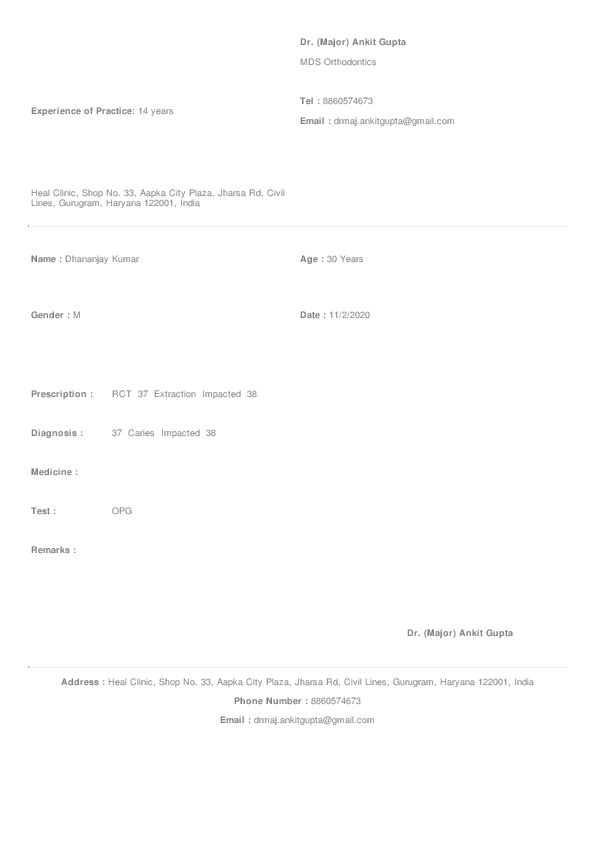 Dr. (Major) Ankit Gupta
MDS Orthodontics
Tel : 8860574673
Experience of Practice: 14 years
Email : drmaj.ankitgupta@gmail.com
Heal Clinic, Shop No. 33, Aapka City Plaza, Jharsa Rd, Civil
Lines, Gurugram, Haryana 122001, India
Name : Dhananjay Kumar
Age : 30 Years
Gender : M
Date : 11/2/2020
Prescription : RCT 37 Extraction Impacted 38
Diagnosis : 37 Caries Impacted 38
Medicine :
Test : OPG
Remarks :
Dr. (Major) Ankit Gupta
Address : Heal Clinic, Shop No. 33, Aapka City Plaza, Jharsa Rd, Civil Lines, Gurugram, Haryana 122001, India
Phone Number : 8860574673
Email : drmaj.ankitgupta@gmail.com